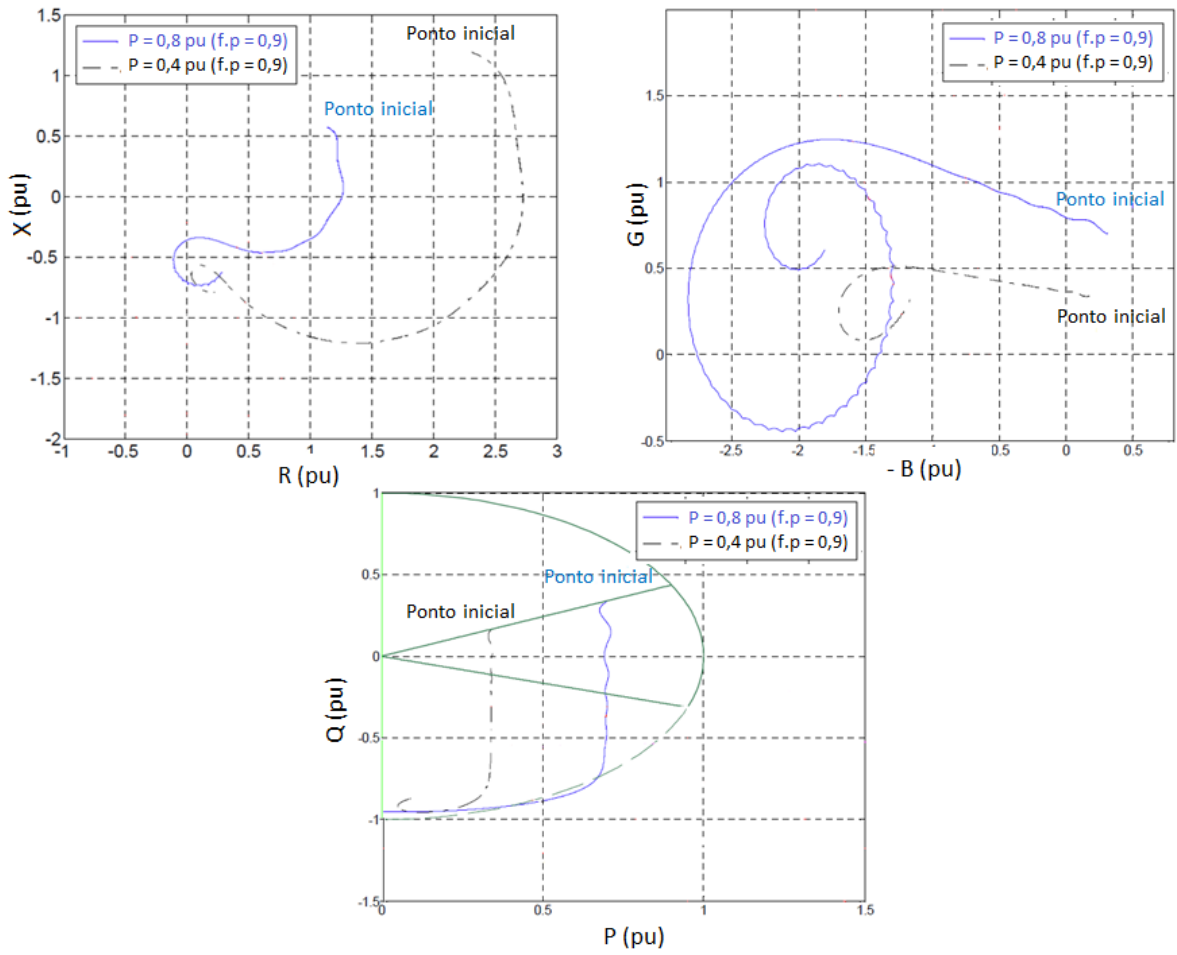 1.5
1
0.5
0
-0.5
-1
-1.5
-2
-1
-0.5
0
0.5
1
1.5
2
2.5
3
X (pu)
R (pu)
P = 0,8 pu (f.p = 0,9)
P = 0,4 pu (f.p = 0,9)
Ponto inicial
Ponto inicial
1.5
1
0.5
0
-0.5
-2.5
-2
-1.5
-1
0.5
0
0.5
G (pu)
- B (pu)
P = 0,8 pu (f.p = 0,9)
P = 0,4 pu (f.p = 0,9)
Ponto inicial
Ponto inicial
1
0.5
0
-0.5
-1
-1.5
0
0.5
1
1.5
Q (pu)
P (pu)
P = 0,8 pu (f.p = 0,9)
P = 0,4 pu (f.p = 0,9)
Ponto inicial
Ponto inicial